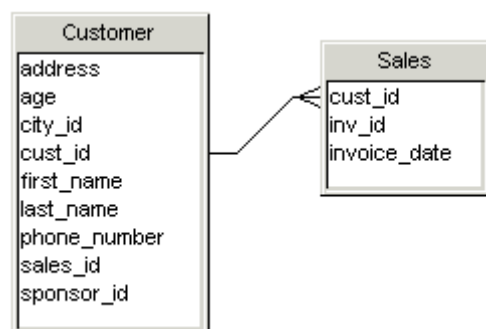 Customer
address
age
city_id
cust_id
first_name
last_name
phone_number
sales_id
sponsor_id
Sales
cust_id
inv_id
invoice_date